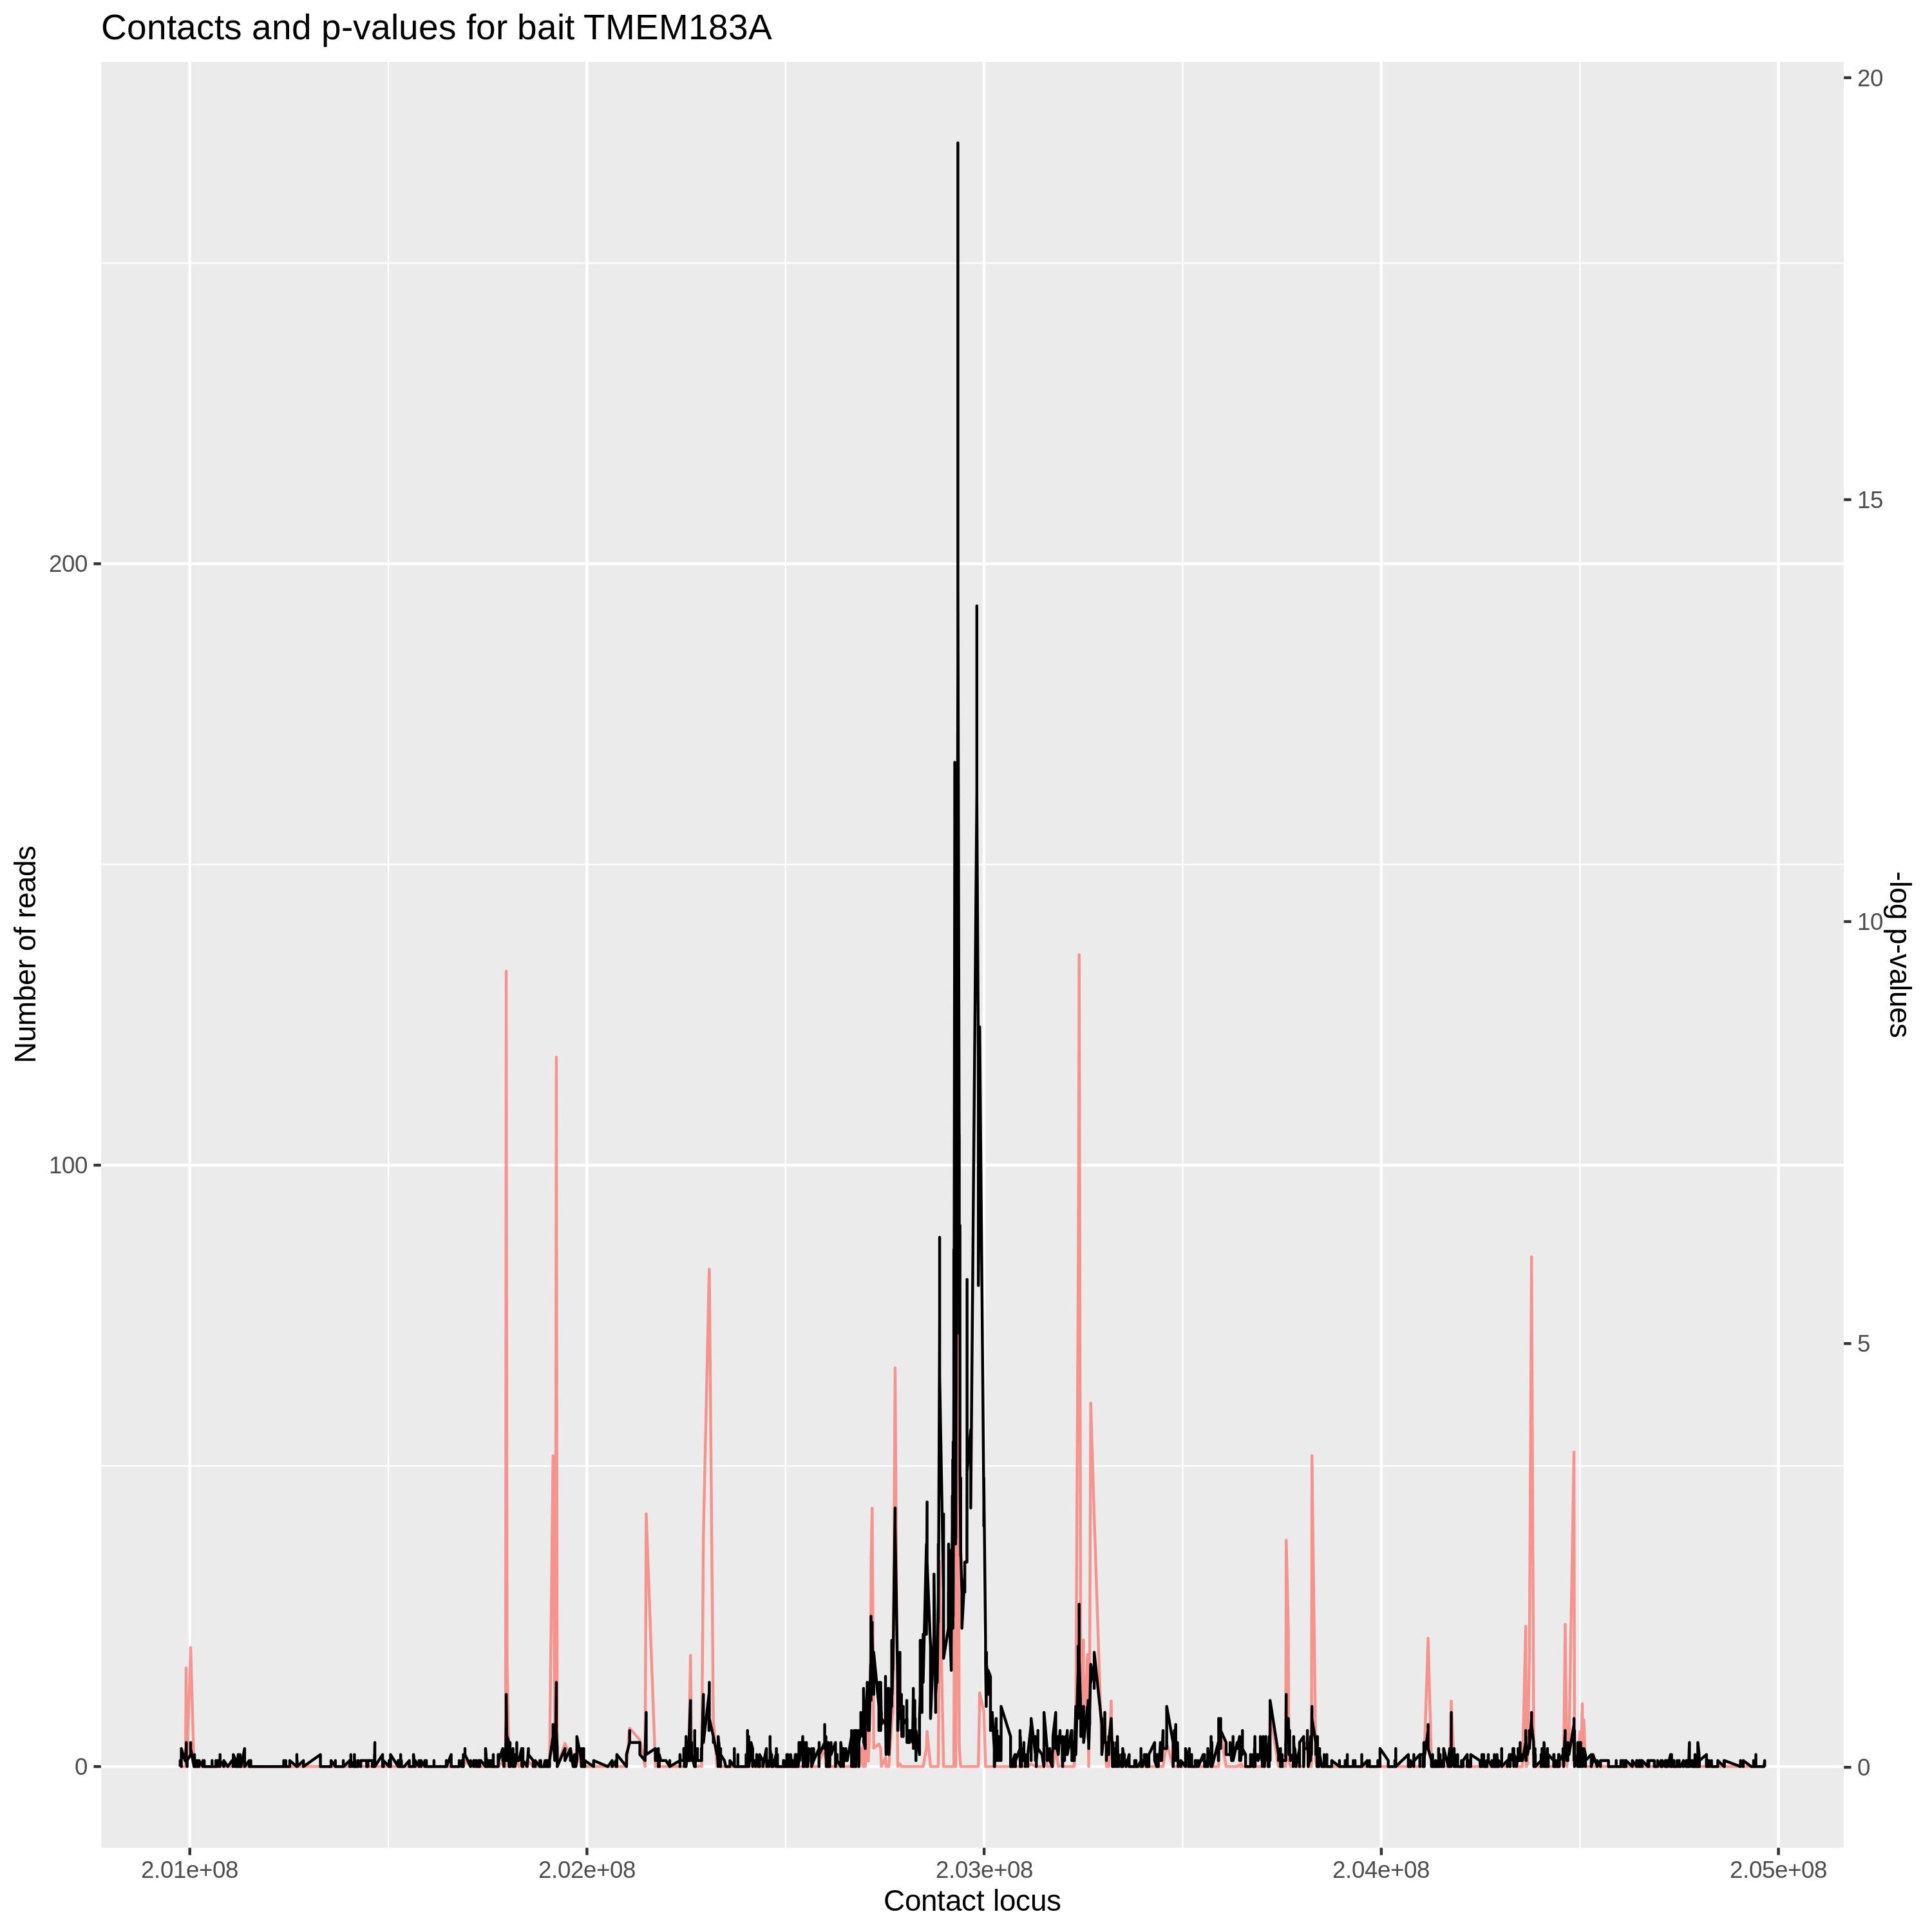 Contacts and p-values for bait TMEM183A
Number of reads
200
100
0
20
15
10
5
0
-log p-values
2.01e+08 2.02e+08 2.03e+08 2.04e+08 2.05e+08
Contact locus